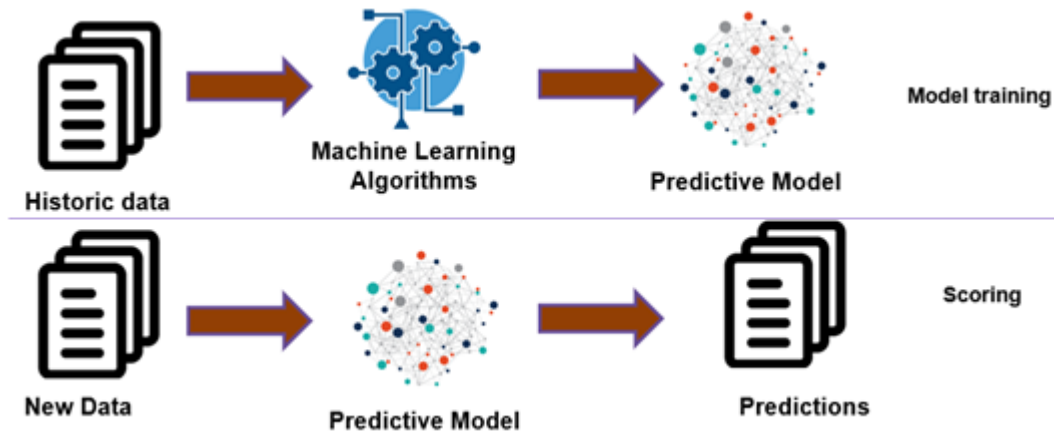 Historic data
Machine Learning
Algorithms
Predictive Model
Model training
New Data
Predictive Model
Predictions
Scoring